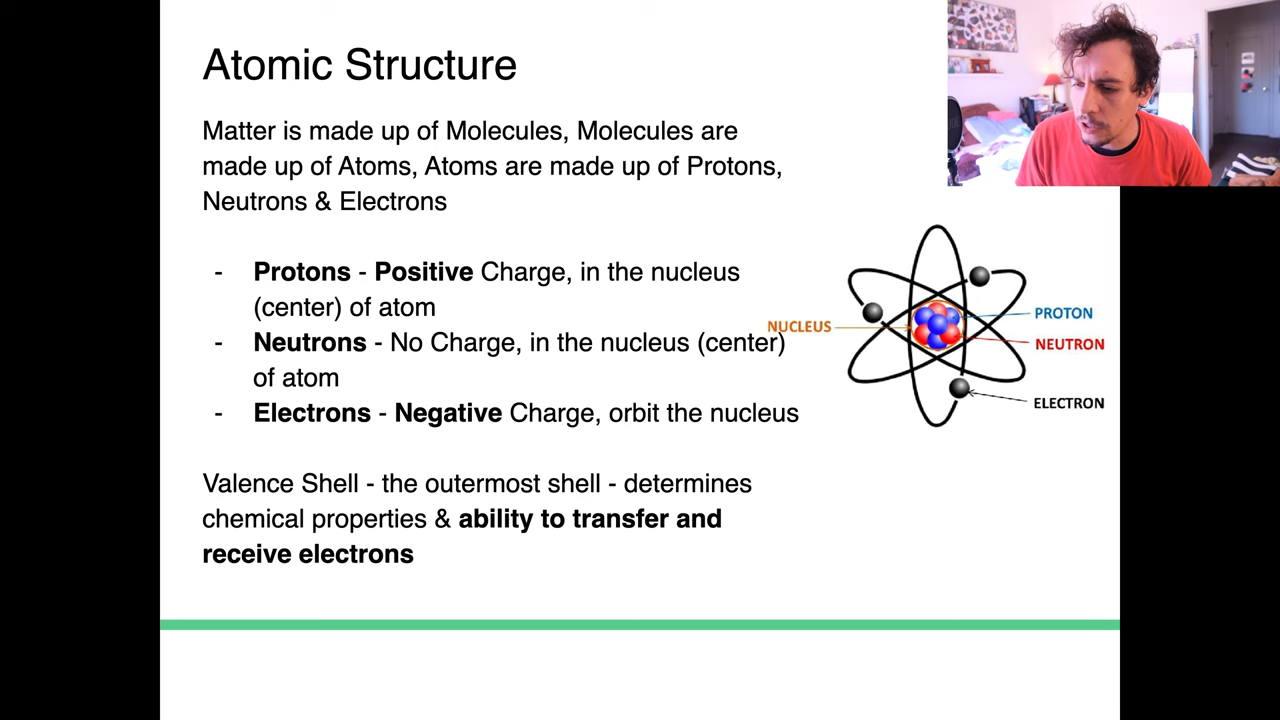 Atomic Structure
Matter is made up of Molecules, Molecules are
made up of Atoms, Atoms are made up of Protons,
Neutrons & Electrons
- Protons - Positive Charge, in the nucleus
(center) of atom
- Neutrons - No Charge, in the nucleus (center)
of atom
- Electrons - Negative Charge, orbit the nucleus
Valence Shell - the outermost shell - determines
chemical properties & ability to transfer and
receive electrons
NUCLEUS
PROTON
NEUTRON
ELECTRON